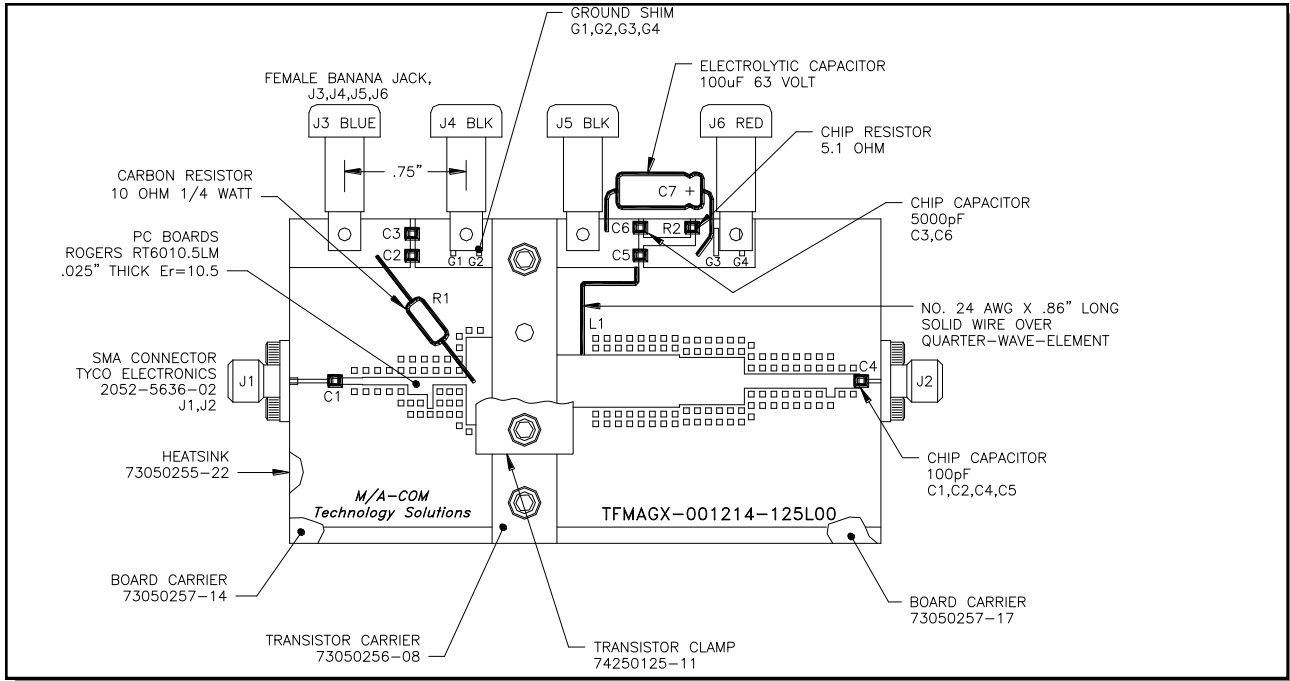 GROUND SHIM
G1,G2,G3,G4
ELECTROLYTIC CAPACITOR
100uF 63 VOLT
FEMALE BANANA JACK,
J3,J4,J5,J6
J3 BLUE
J4 BLK
J5 BLK
J6 RED
CHIP RESISTOR
5.1 OHM
.75”
CARBON RESISTOR
10 OHM 1/4 WATT
C7 +
CHIP CAPACITOR
5000pF
C3,C6
PC BOARDS
ROGERS RT6010.5LM
.025” THICK Er=10.5
C3
C2
G1
G2
C6
R2
C5
G3
G4
R1
L1
NO. 24 AWG X .86” LONG
SOLID WIRE OVER
QUARTER-WAVE-ELEMENT
SMA CONNECTOR
TYCO ELECTRONICS
2052-5636-02
J1,J2
J1
C1
C4
J2
HEATSINK
73050255-22
CHIP CAPACITOR
100pF
C1,C2,C4,C5
M/A-COM
Technology Solutions
TFMAGX-001214-125L00
BOARD CARRIER
73050257-14
BOARD CARRIER
73050257-17
TRANSISTOR CARRIER
73050256-08
TRANSISTOR CLAMP
74250125-11